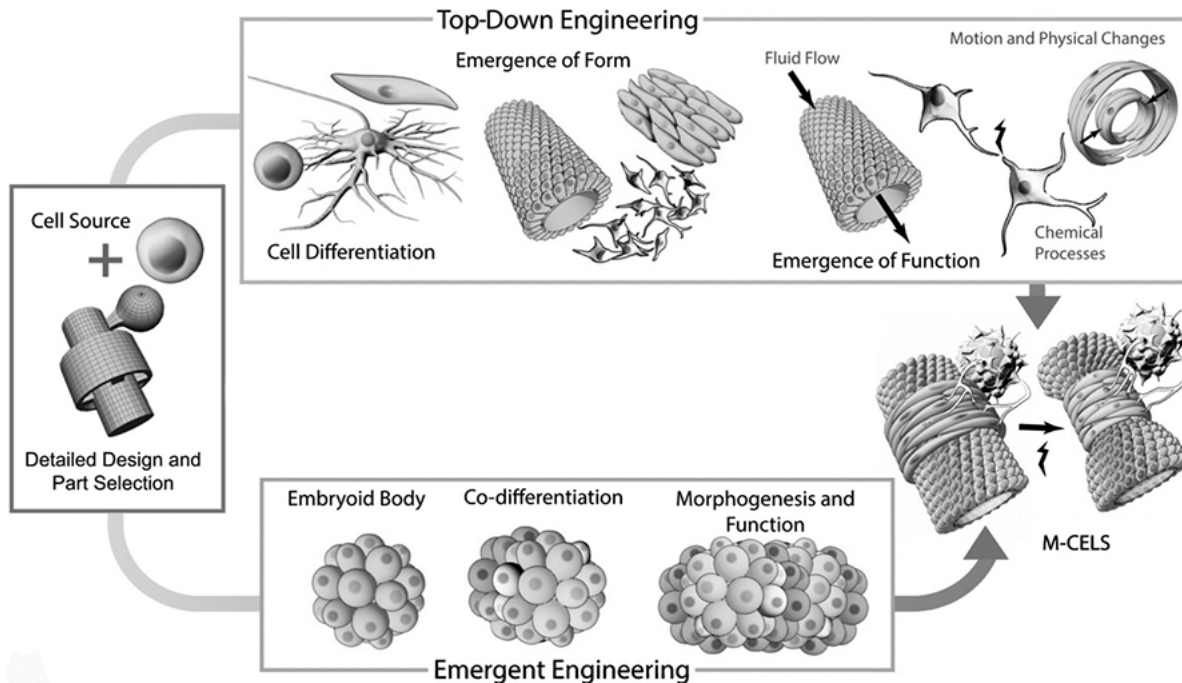 Top-Down Engineering
Motion and Physical Changes
Emergence of Form
Fluid Flow
Cell Differentiation
Emergence of Function
Chemical
Processes
Cell Source
+
Detailed Design and
Part Selection
Embryoid Body
Co-differentiation
Morphogenesis and
Function
M-CELS
Emergent Engineering